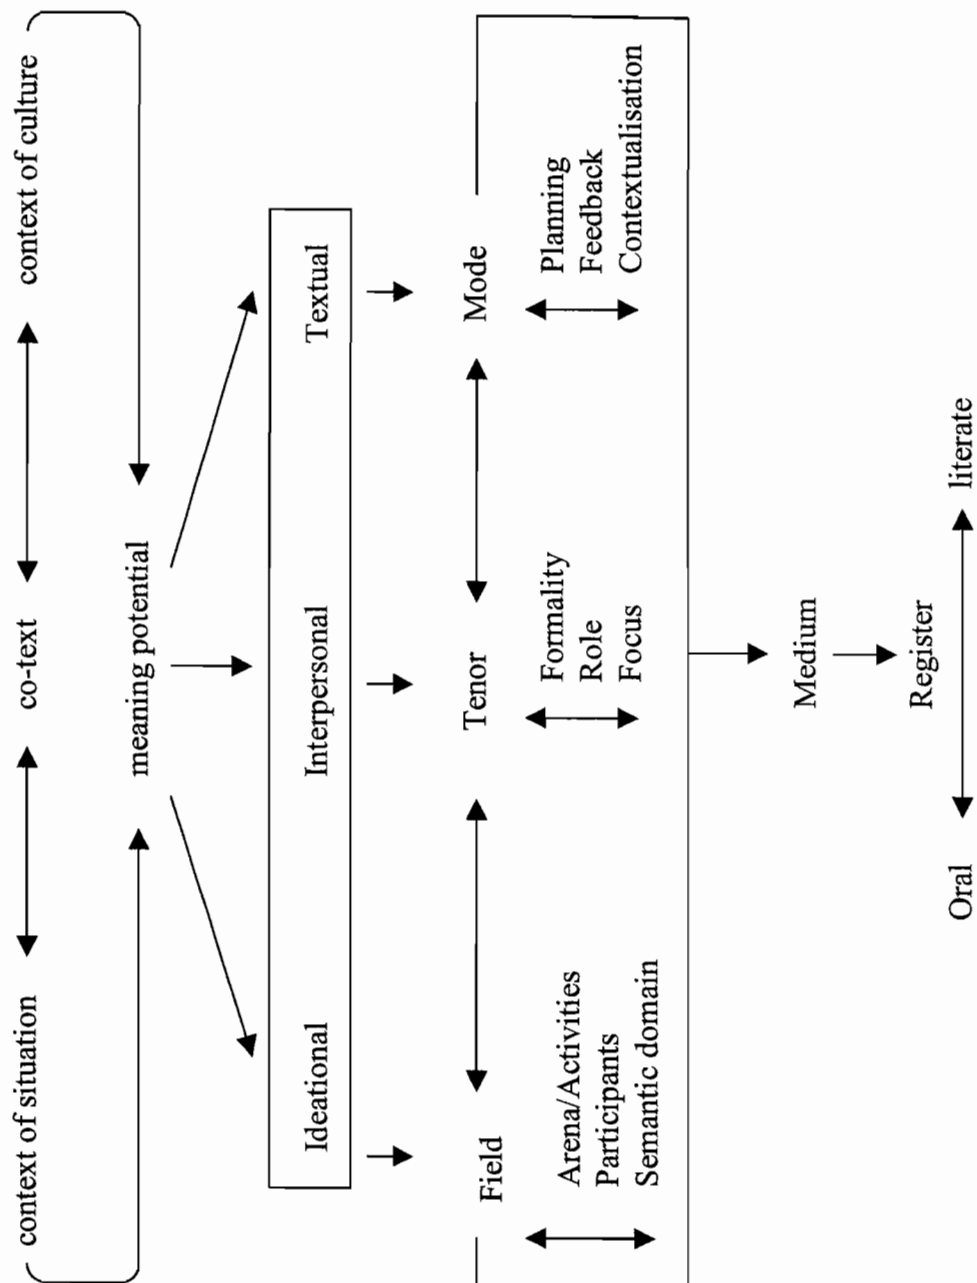 context of situation
co-text
context of culture
meaning potential
Ideational
Interpersonal
Textual
Field
Tenor
Mode
Arena/Activities
Participants
Semantic domain
Formality
Role
Focus
Planning
Feedback
Contextualisation
Medium
Register
Oral
literate